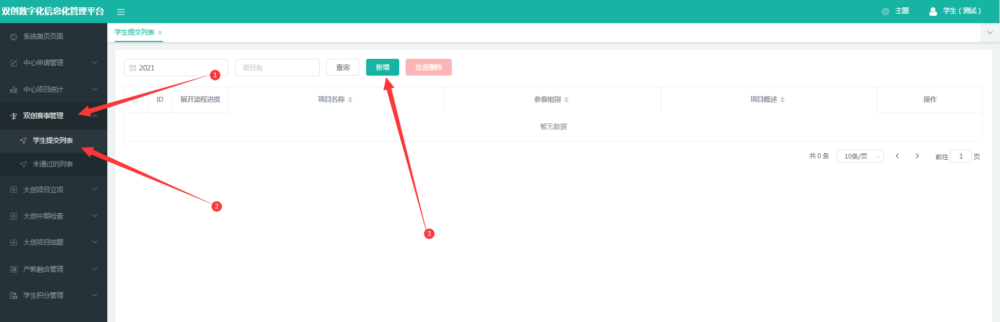 双创数字化信息化管理平台
主题
学生（测试）
系统首页页面
中心申请管理
中心项目统计
双创赛事管理
学生提交列表
未通过的列表
大创项目立项
大创中期检查
大创项目结题
产教融合管理
学生积分管理
学生提交列表 ×
2021
项目名
查询
新增
批量删除
1
ID
展开流程进度
项目名称
参赛组别
项目概述
操作
暂无数据
共 0 条
10条/页
前往
1
页
2
3